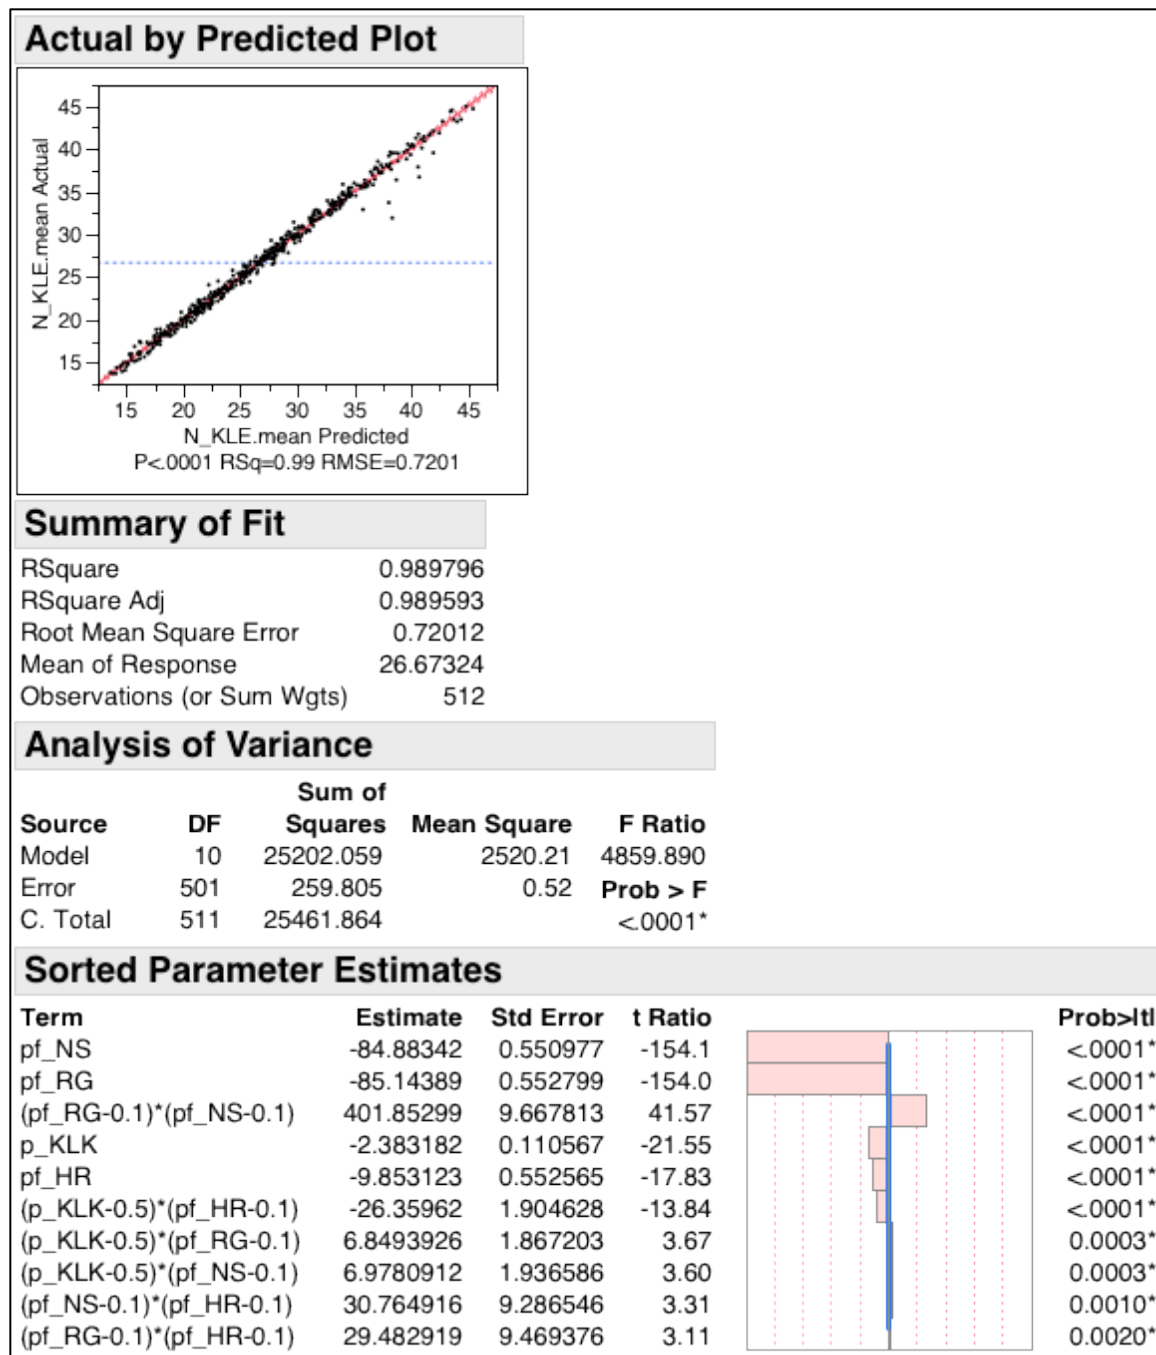 Actual by Predicted Plot
45
40
35
30
25
20
15
N_KLE.mean Actual
15 20 25 30 35 40 45
N_KLE.mean Predicted
P<.0001 RSq=0.99 RMSE=0.7201
Summary of Fit
RSquare 0.989796
RSquare Adj 0.989593
Root Mean Square Error 0.72012
Mean of Response 26.67324
Observations (or Sum Wgts) 512
Analysis of Variance
Sum of
Source DF Squares Mean Square F Ratio
Model 10 25202.059 2520.21 4859.890
Error 501 259.805 0.52 Prob > F
C. Total 511 25461.864 <.0001*
Sorted Parameter Estimates
Term Estimate Std Error t Ratio Prob>|t|
pf_NS -84.88342 0.550977 -154.1 <.0001*
pf_RG -85.14389 0.552799 -154.0 <.0001*
(pf_RG-0.1)*(pf_NS-0.1) 401.85299 9.667813 41.57 <.0001*
p_KLK -2.383182 0.110567 -21.55 <.0001*
pf_HR -9.853123 0.552565 -17.83 <.0001*
(p_KLK-0.5)*(pf_HR-0.1) -26.35962 1.904628 -13.84 <.0001*
(p_KLK-0.5)*(pf_RG-0.1) 6.8493926 1.867203 3.67 0.0003*
(p_KLK-0.5)*(pf_NS-0.1) 6.9780912 1.936586 3.60 0.0003*
(pf_NS-0.1)*(pf_HR-0.1) 30.764916 9.286546 3.31 0.0010*
(pf_RG-0.1)*(pf_HR-0.1) 29.482919 9.469376 3.11 0.0020*